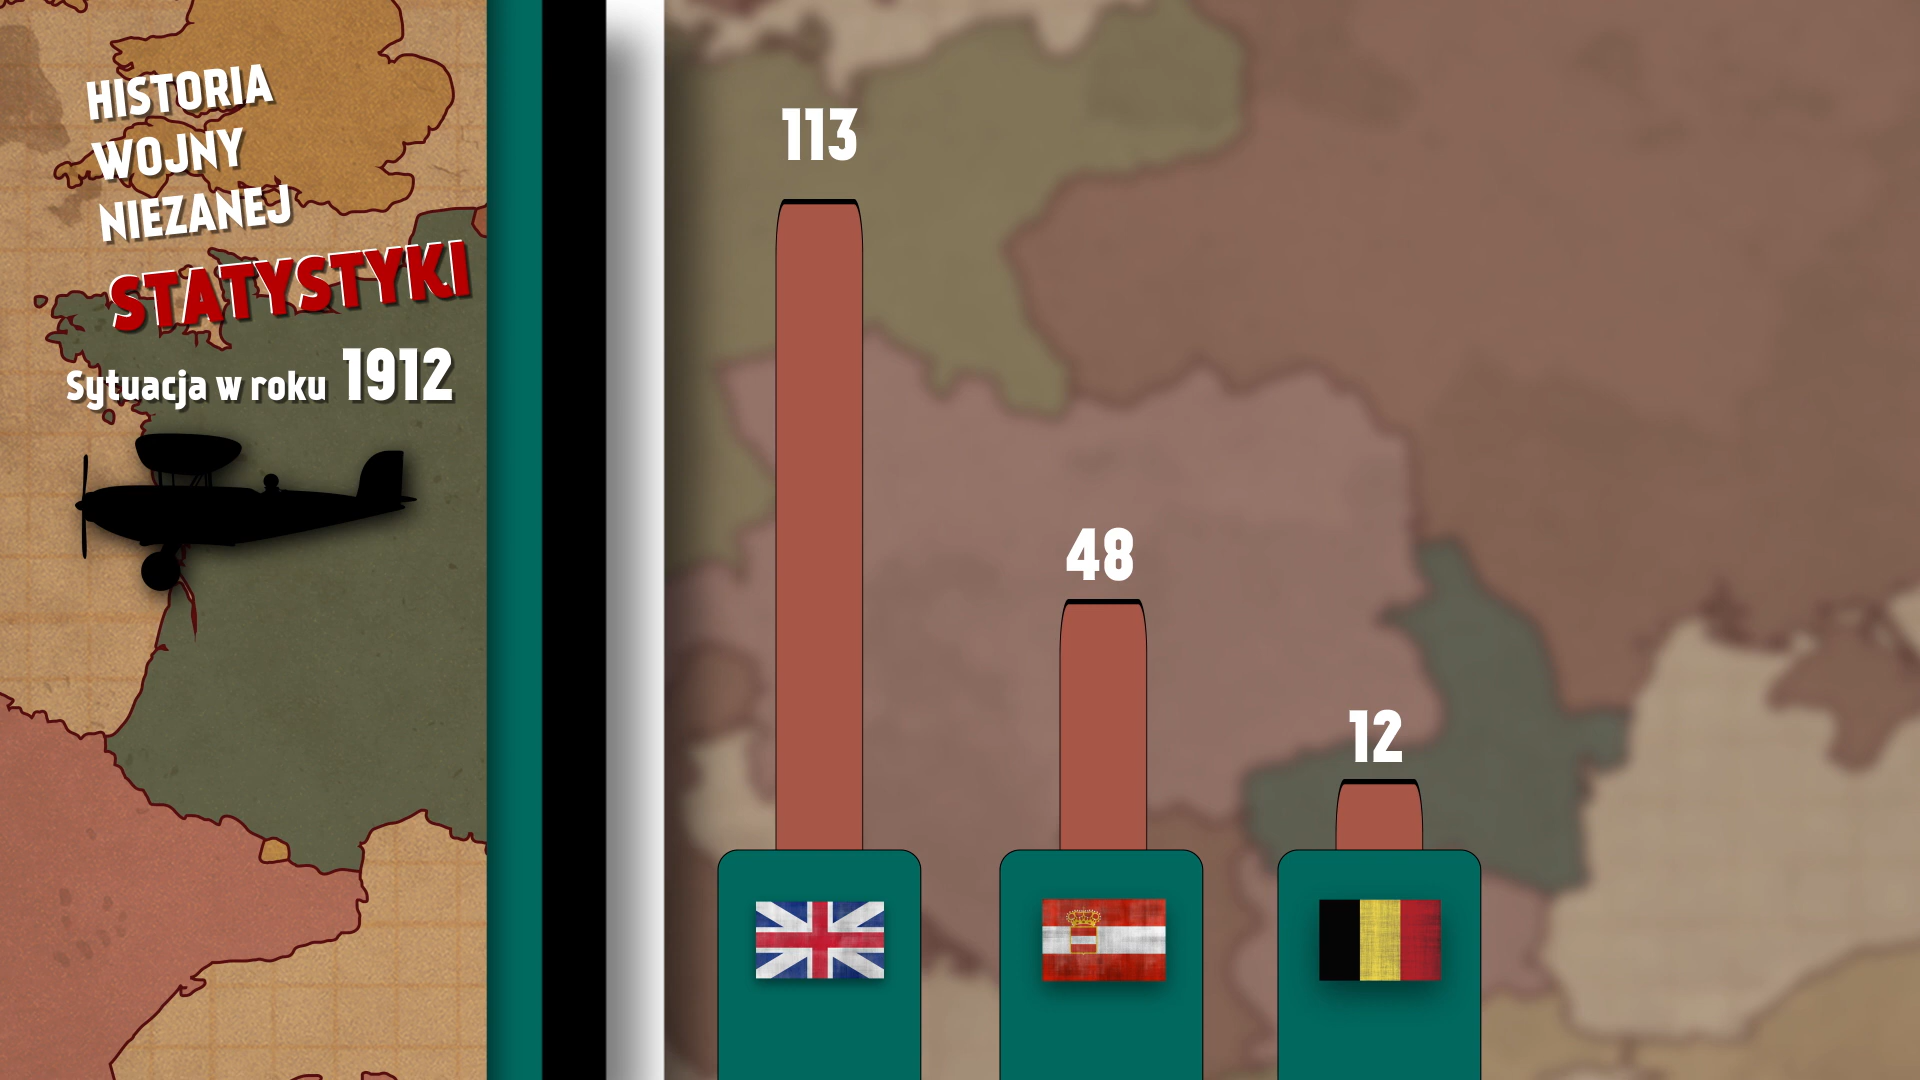 HISTORIA
WOJNY
NIEZANEJ
STATYSTYKI
Sytuacja w roku 1912
113
48
12